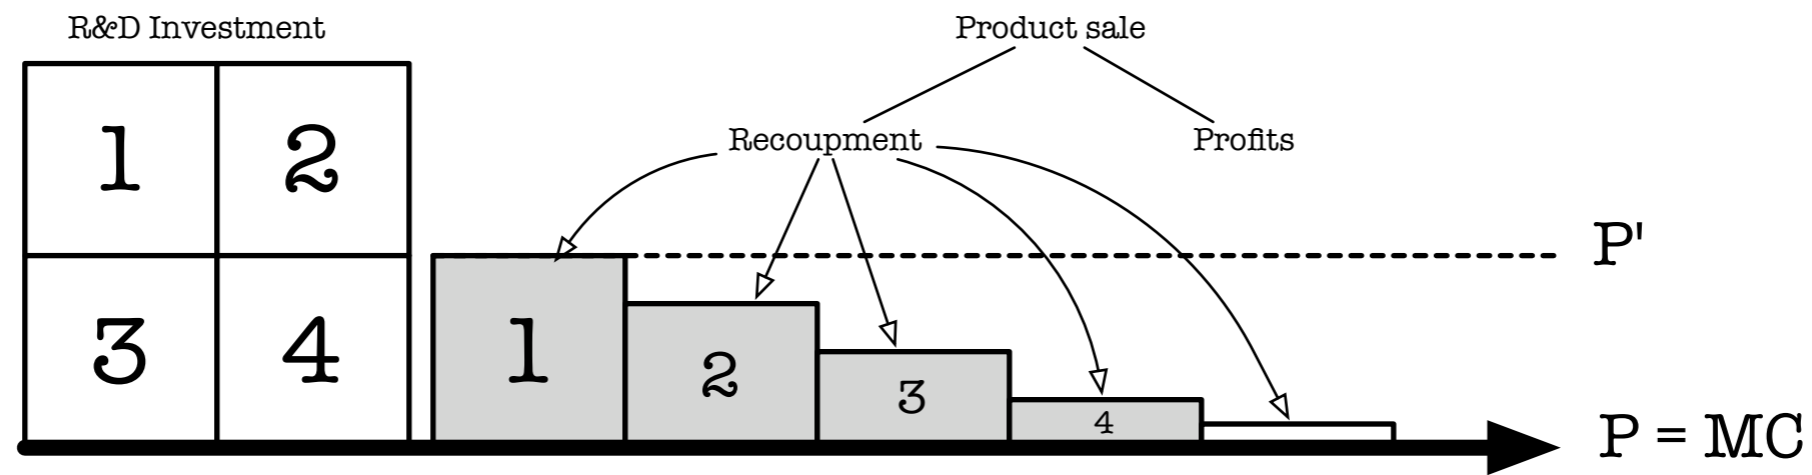 R&D Investment
Product sale
Recoupment
Profits
1 2
3 4
1
2
3
4
P'
P = MC